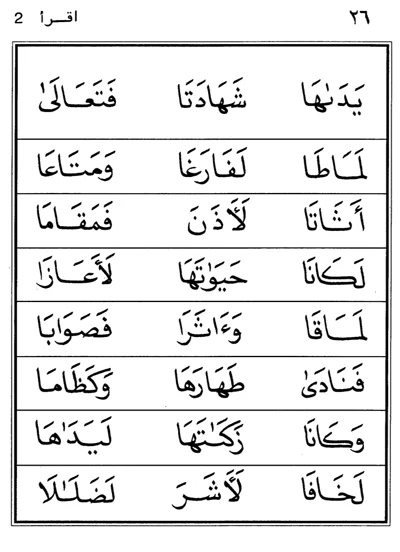 اقرأ 2 ٢٦
يَدَىٰهَا شَهَادَتَا فَتَعَالَىٰ
لَمَاطَا لَفَارَغَا وَمَتَاعَا
أَثَاثَا لَأَذَنَ فَمَقَامَا
لَكَانَا حَيَوٰتَهَا لَأَعَازَا
لَمَاقَا وَءَاثَرَا فَصَوَابَا
فَنَادَىٰ طَهَارَهَا وَكَظَامَا
وَكَانَا زَكَـٰتَهَا لَيَدَاهَا
لَخَافَا لَأَشَرَ لَضَلَـٰلَا